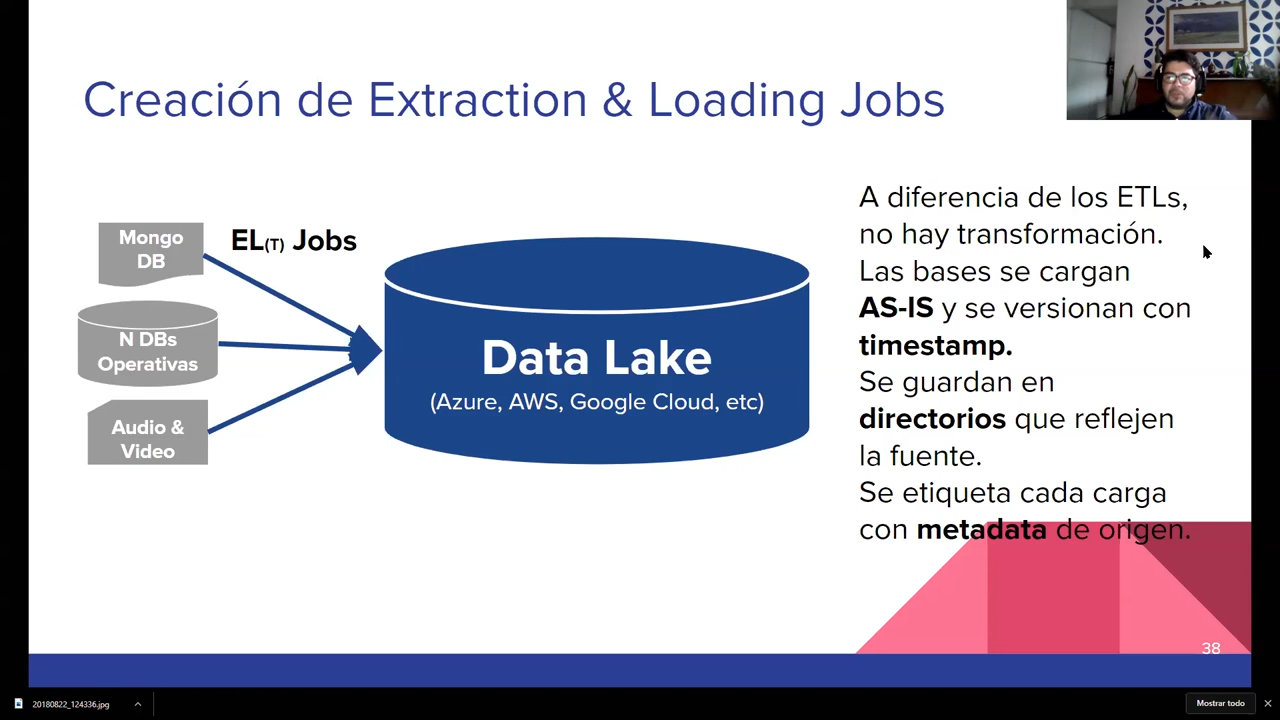 Creación de Extraction & Loading Jobs
Mongo
DB
EL(T) Jobs
N DBs
Operativas
Audio &
Video
Data Lake
(Azure, AWS, Google Cloud, etc)
A diferencia de los ETLs,
no hay transformación.
Las bases se cargan
AS-IS y se versionan con
timestamp.
Se guardan en
directorios que reflejen
la fuente.
Se etiqueta cada carga
con metadata de origen.
38
20180822_124336.jpg
Mostrar todo